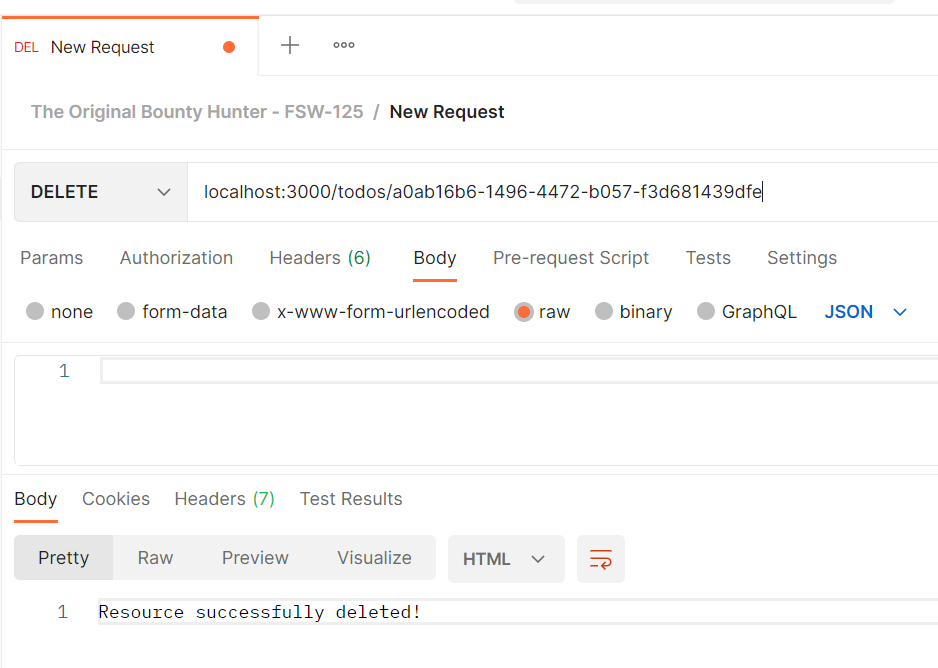 DEL New Request
The Original Bounty Hunter - FSW-125 / New Request
DELETE localhost:3000/todos/a0ab16b6-1496-4472-b057-f3d681439dfe
Params Authorization Headers (6) Body Pre-request Script Tests Settings
none form-data x-www-form-urlencoded raw binary GraphQL JSON
1
Body Cookies Headers (7) Test Results
Pretty Raw Preview Visualize HTML
1 Resource successfully deleted!